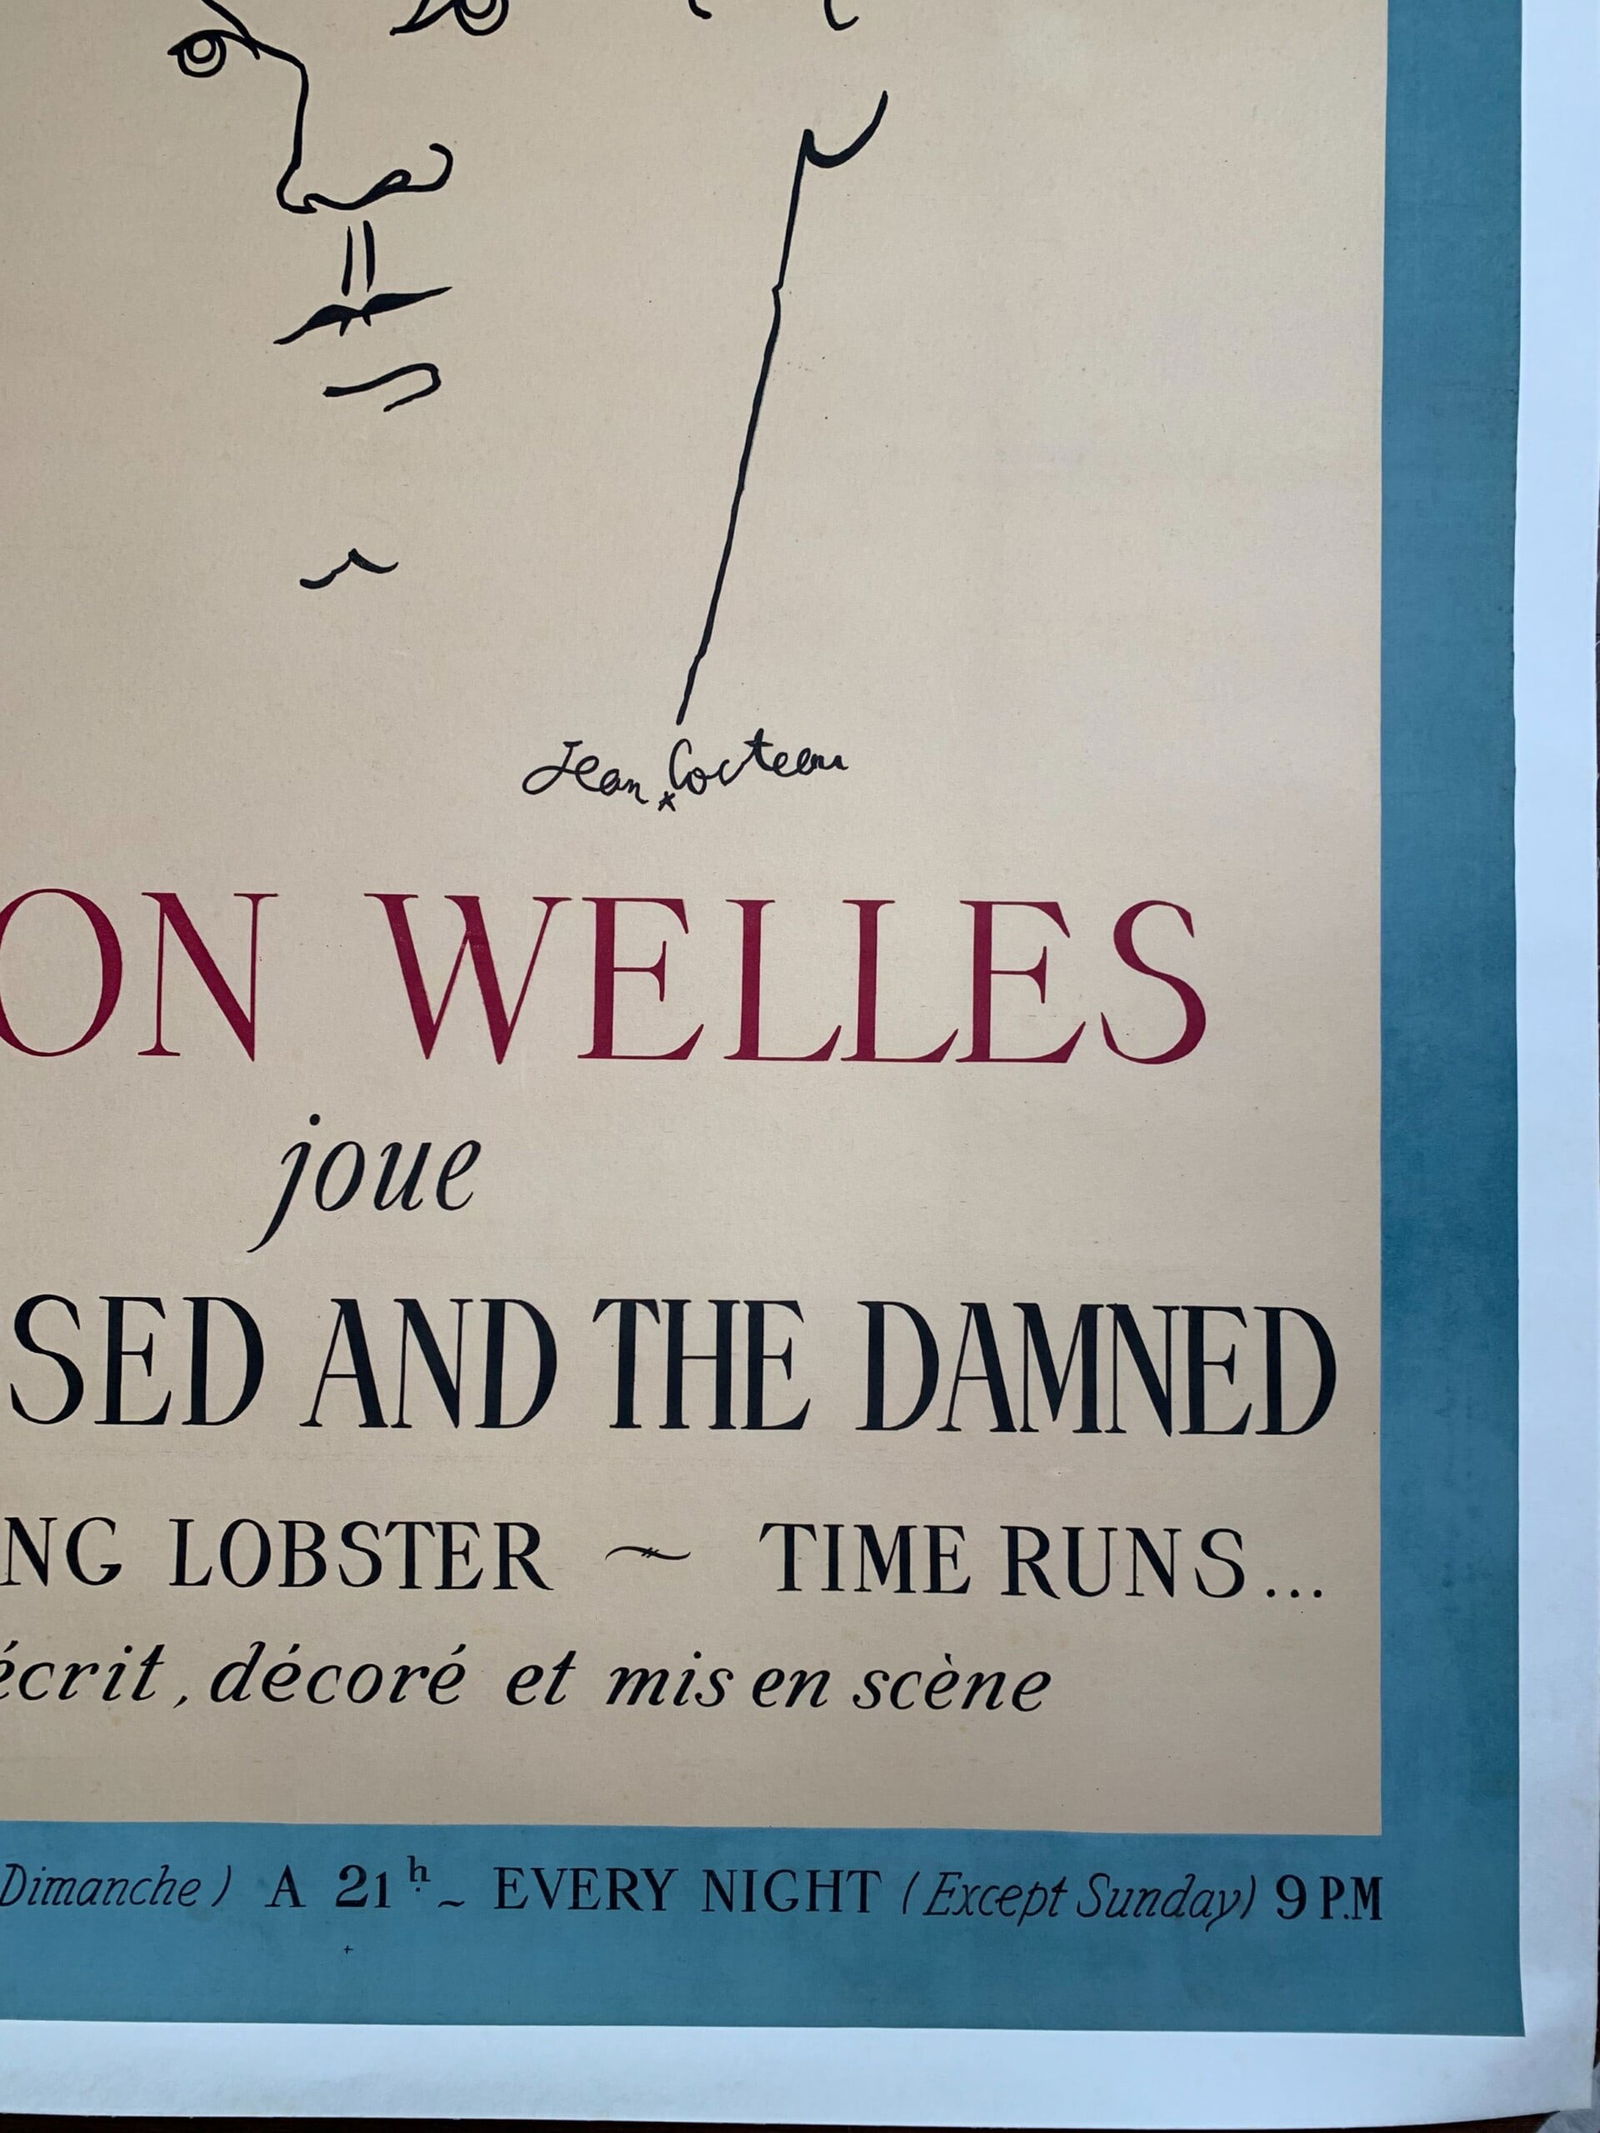 Jean Cocteau
ON WELLES
joue
SED AND THE DAMNED
NG LOBSTER ~ TIME RUNS...
écrit, décoré et mis en scène
Dimanche) A 21h ~ EVERY NIGHT (Except Sunday) 9 P.M